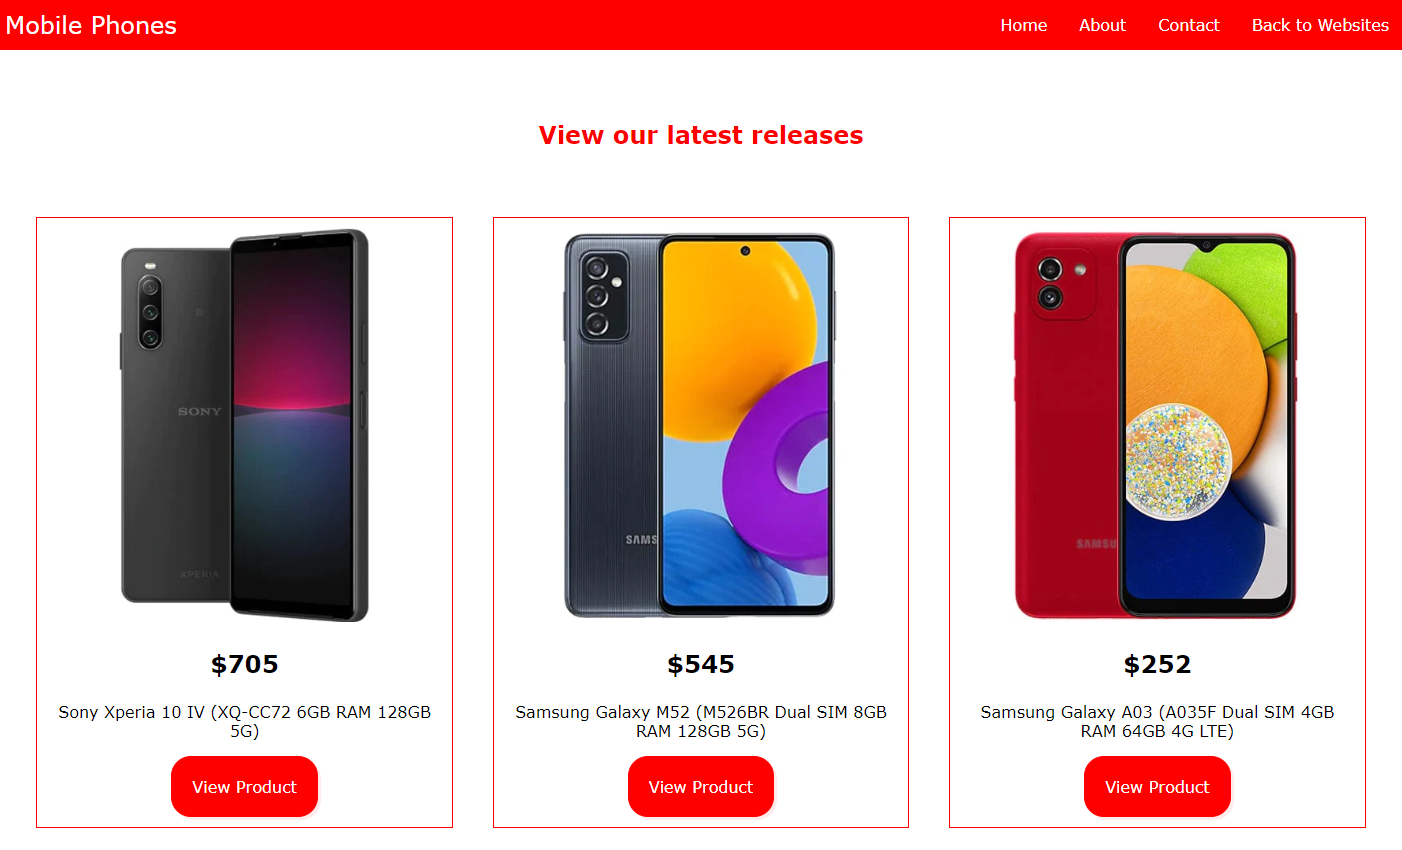 Mobile Phones
Home About Contact Back to Websites
View our latest releases
SONY
XPERIA
$705
Sony Xperia 10 IV (XQ-CC72 6GB RAM 128GB
5G)
View Product
SAMS
$545
Samsung Galaxy M52 (M526BR Dual SIM 8GB
RAM 128GB 5G)
View Product
SAMSU
$252
Samsung Galaxy A03 (A035F Dual SIM 4GB
RAM 64GB 4G LTE)
View Product